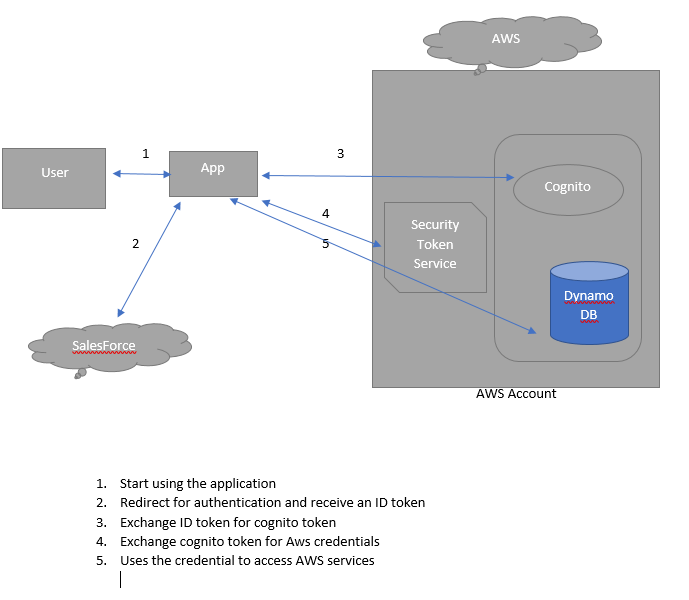 AWS
1
3
User
App
Cognito
4
Security
Token
Service
2
5
Dynamo
DB
SalesForce
AWS Account
1. Start using the application
2. Redirect for authentication and receive an ID token
3. Exchange ID token for cognito token
4. Exchange cognito token for Aws credentials
5. Uses the credential to access AWS services